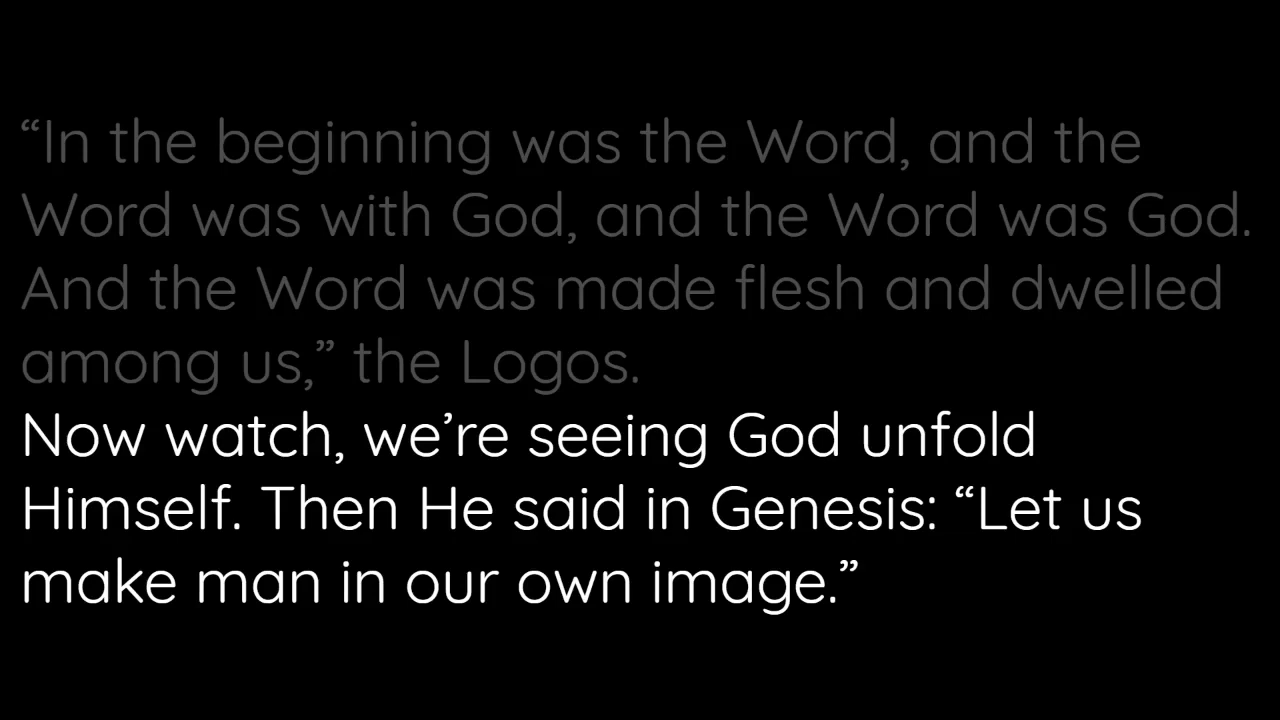 “In the beginning was the Word, and the
Word was with God, and the Word was God.
And the Word was made flesh and dwelled
among us,” the Logos.
Now watch, we’re seeing God unfold
Himself. Then He said in Genesis: “Let us
make man in our own image.”